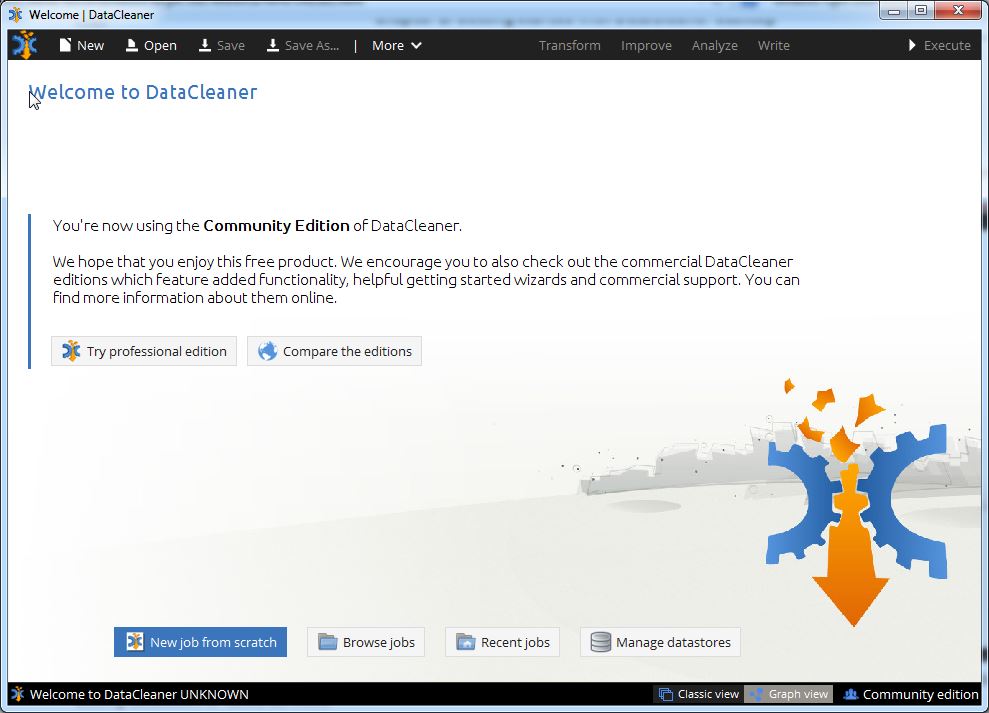 Welcome | DataCleaner
New Open Save Save As... | More Transform Improve Analyze Write Execute
Welcome to DataCleaner
You're now using the Community Edition of DataCleaner.
We hope that you enjoy this free product. We encourage you to also check out the commercial DataCleaner
editions which feature added functionality, helpful getting started wizards and commercial support. You can
find more information about them online.
Try professional edition Compare the editions
New job from scratch Browse jobs Recent jobs Manage datastores
Welcome to DataCleaner UNKNOWN Classic view Graph view Community edition